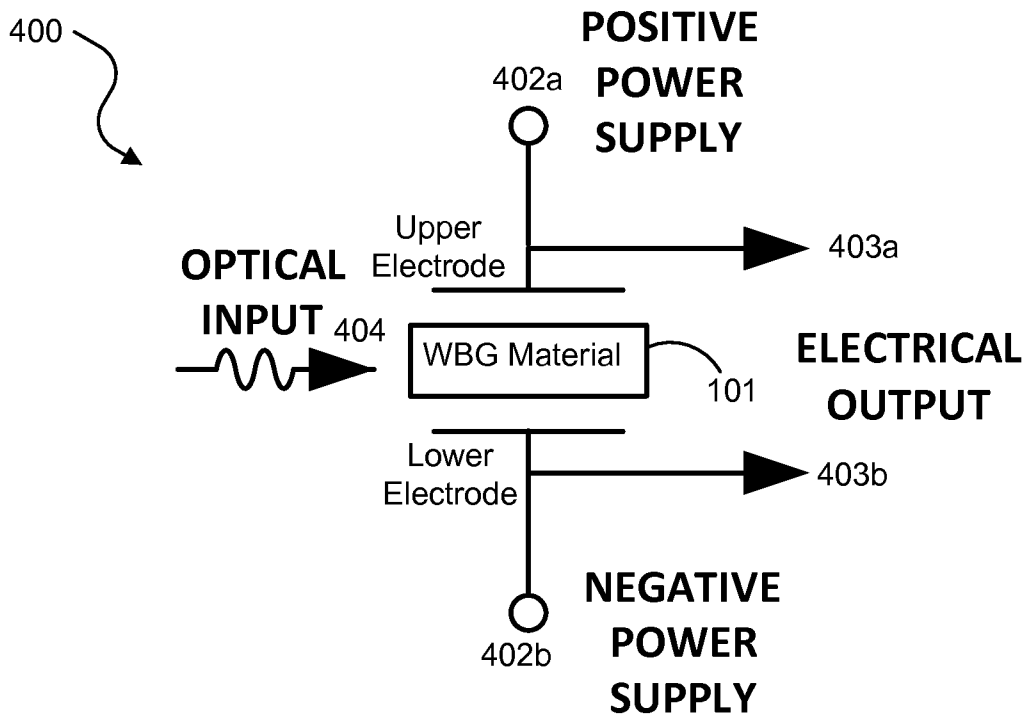 400
POSITIVE
POWER
SUPPLY
402a
Upper
Electrode
403a
OPTICAL
INPUT
404
WBG Material
101
ELECTRICAL
OUTPUT
Lower
Electrode
403b
402b
NEGATIVE
POWER
SUPPLY